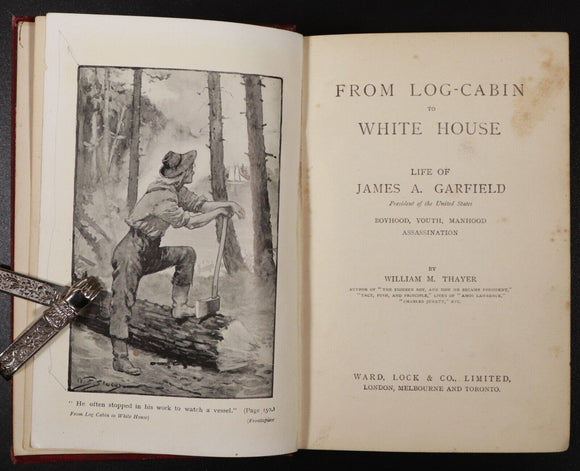 " He often stopped in his work to watch a vessel." (Page 150.)
From Log Cabin to White House] [Frontispiece
FROM LOG-CABIN
TO
WHITE HOUSE
LIFE OF
JAMES A. GARFIELD
President of the United States
BOYHOOD, YOUTH, MANHOOD
ASSASSINATION
BY
WILLIAM M. THAYER
AUTHOR OF "THE PIONEER BOY, AND HOW HE BECAME PRESIDENT,"
"TACT, PUSH, AND PRINCIPLE," LIVES OF "AMOS LAWRENCE,"
"CHARLES JEWETT," ETC.
WARD, LOCK & CO., LIMITED,
LONDON, MELBOURNE AND TORONTO.